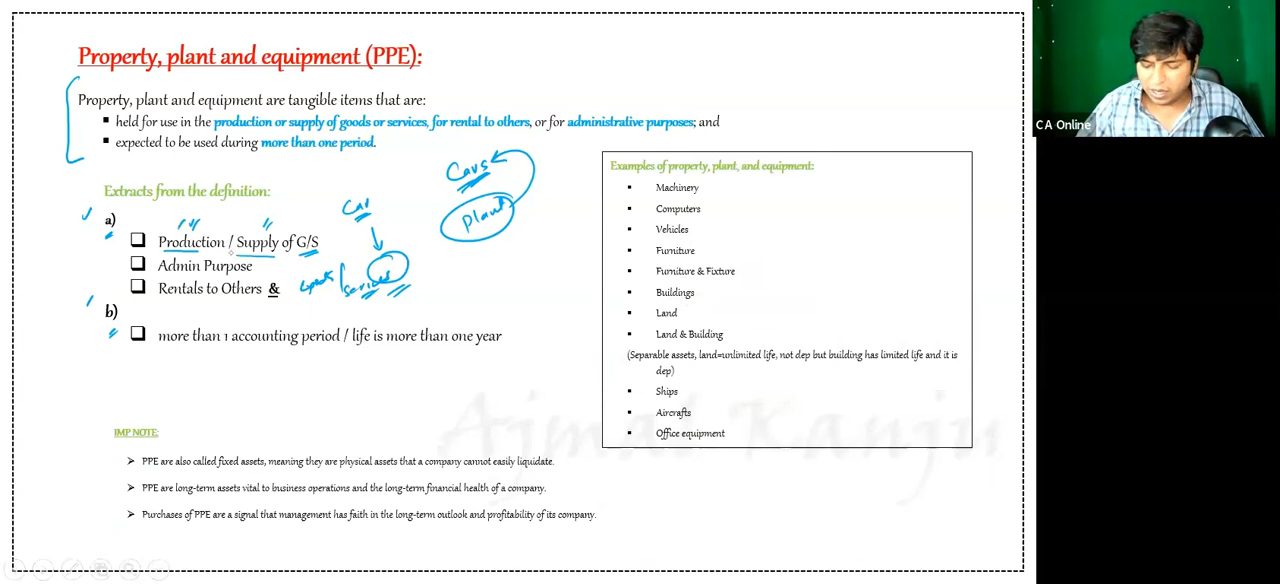 Property, plant and equipment (PPE):
Property, plant and equipment are tangible items that are:
▪ held for use in the production or supply of goods or services, for rental to others, or for administrative purposes; and
▪ expected to be used during more than one period.
Extracts from the definition:
a)
❑ Production / Supply of G/S
❑ Admin Purpose
❑ Rentals to Others &
b)
❑ more than 1 accounting period / life is more than one year
Cars
plant
Car
goods
services
Examples of property, plant, and equipment:
▪ Machinery
▪ Computers
▪ Vehicles
▪ Furniture
▪ Furniture & Fixture
▪ Buildings
▪ Land
▪ Land & Building
(Separable assets, land=unlimited life, not dep but building has limited life and it is
dep)
▪ Ships
▪ Aircrafts
▪ Office equipment
IMP NOTE:
➢ PPE are also called fixed assets, meaning they are physical assets that a company cannot easily liquidate.
➢ PPE are long-term assets vital to business operations and the long-term financial health of a company.
➢ Purchases of PPE are a signal that management has faith in the long-term outlook and profitability of its company.
Ajmal Kanju
CA Online